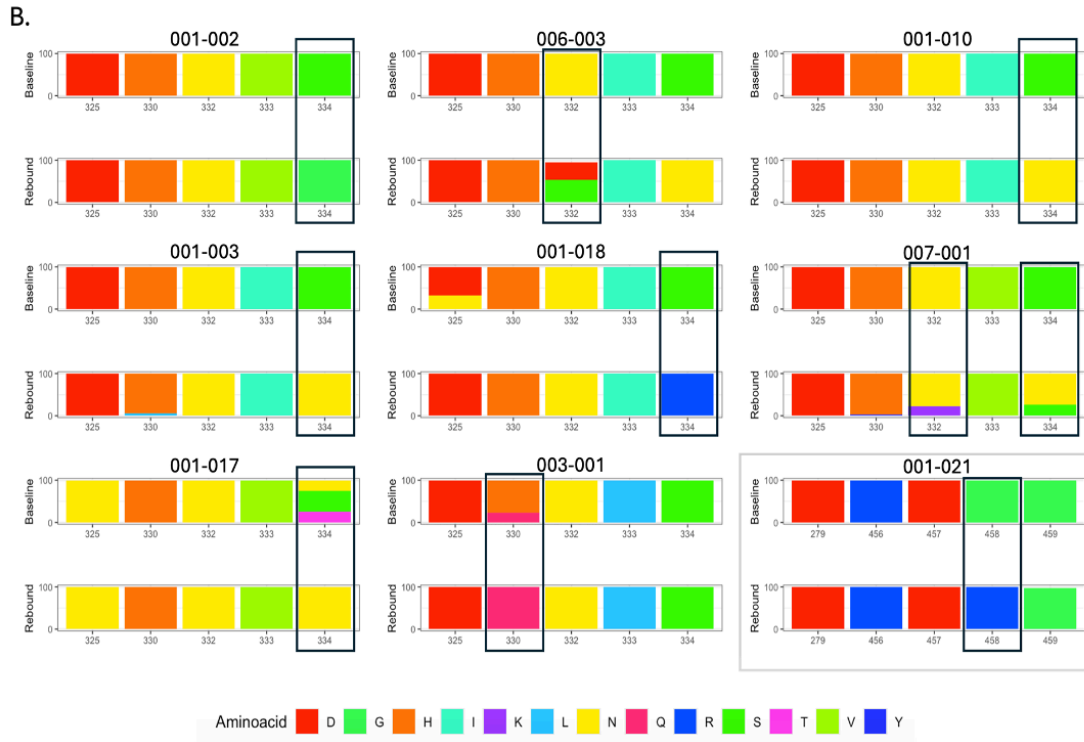 B.
001-002 006-003 001-010
Baseline 100 0 Baseline 100 0 Baseline 100 0
325 330 332 333 334 325 330 332 333 334 325 330 332 333 334
Rebound 100 0 Rebound 100 0 Rebound 100 0
325 330 332 333 334 325 330 332 333 334 325 330 332 333 334
001-003 001-018 007-001
Baseline 100 0 Baseline 100 0 Baseline 100 0
325 330 332 333 334 325 330 332 333 334 325 330 332 333 334
Rebound 100 0 Rebound 100 0 Rebound 100 0
325 330 332 333 334 325 330 332 333 334 325 330 332 333 334
001-017 003-001 001-021
Baseline 100 0 Baseline 100 0 Baseline 100 0
325 330 332 333 334 325 330 332 333 334 279 456 457 458 459
Rebound 100 0 Rebound 100 0 Rebound 100 0
325 330 332 333 334 325 330 332 333 334 279 456 457 458 459
Aminoacid D G H I K L N Q R S T V Y